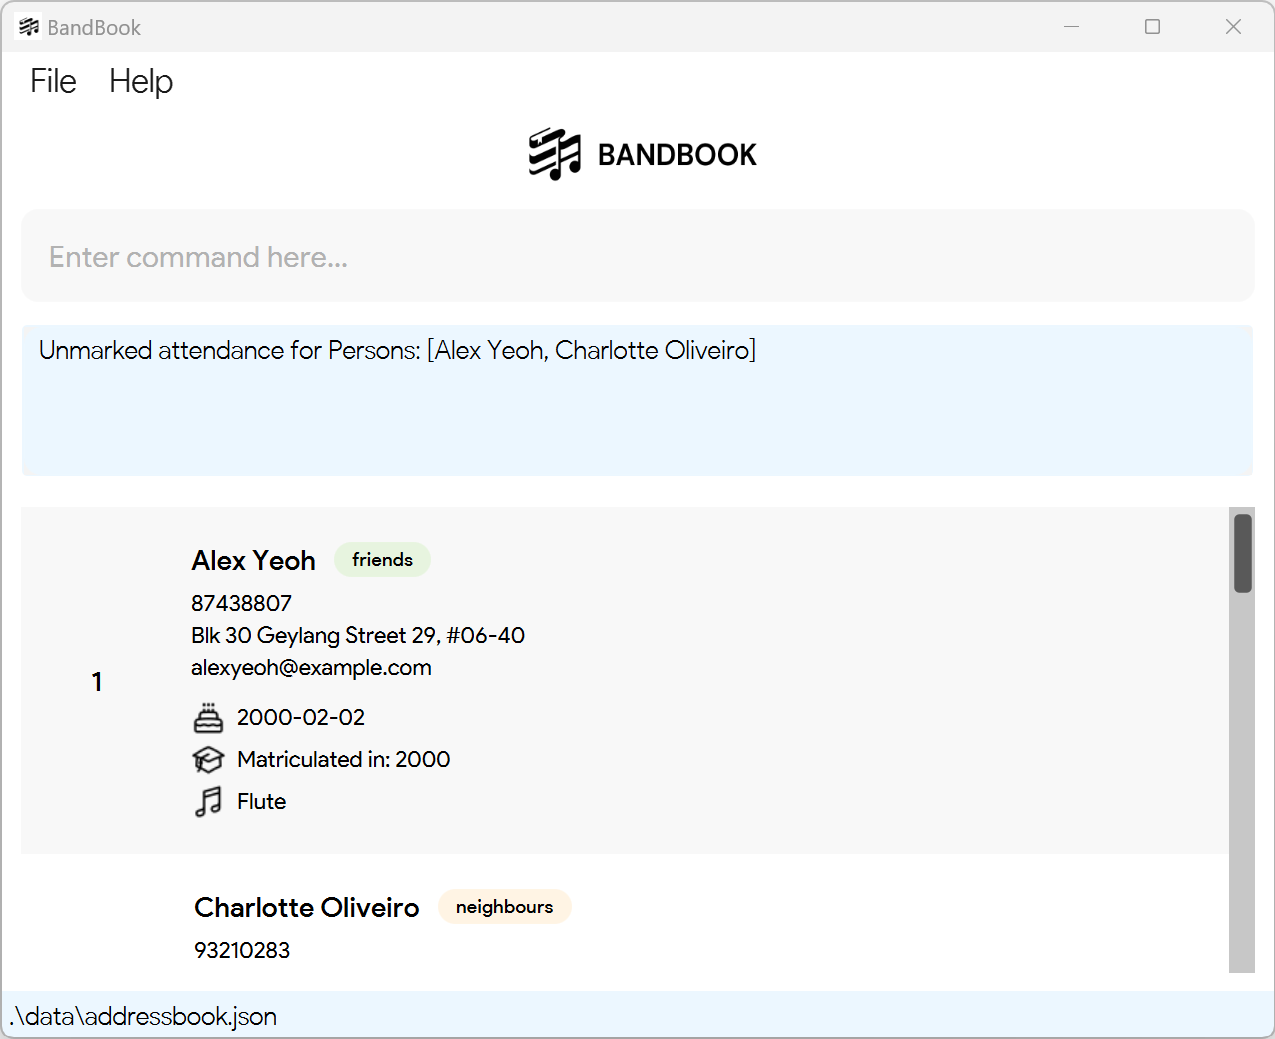 BandBook
File Help
BANDBOOK
Enter command here...
Unmarked attendance for Persons: [Alex Yeoh, Charlotte Oliveiro]
1
Alex Yeoh friends
87438807
Blk 30 Geylang Street 29, #06-40
alexyeoh@example.com
2000-02-02
Matriculated in: 2000
Flute
Charlotte Oliveiro neighbours
93210283
.\data\addressbook.json